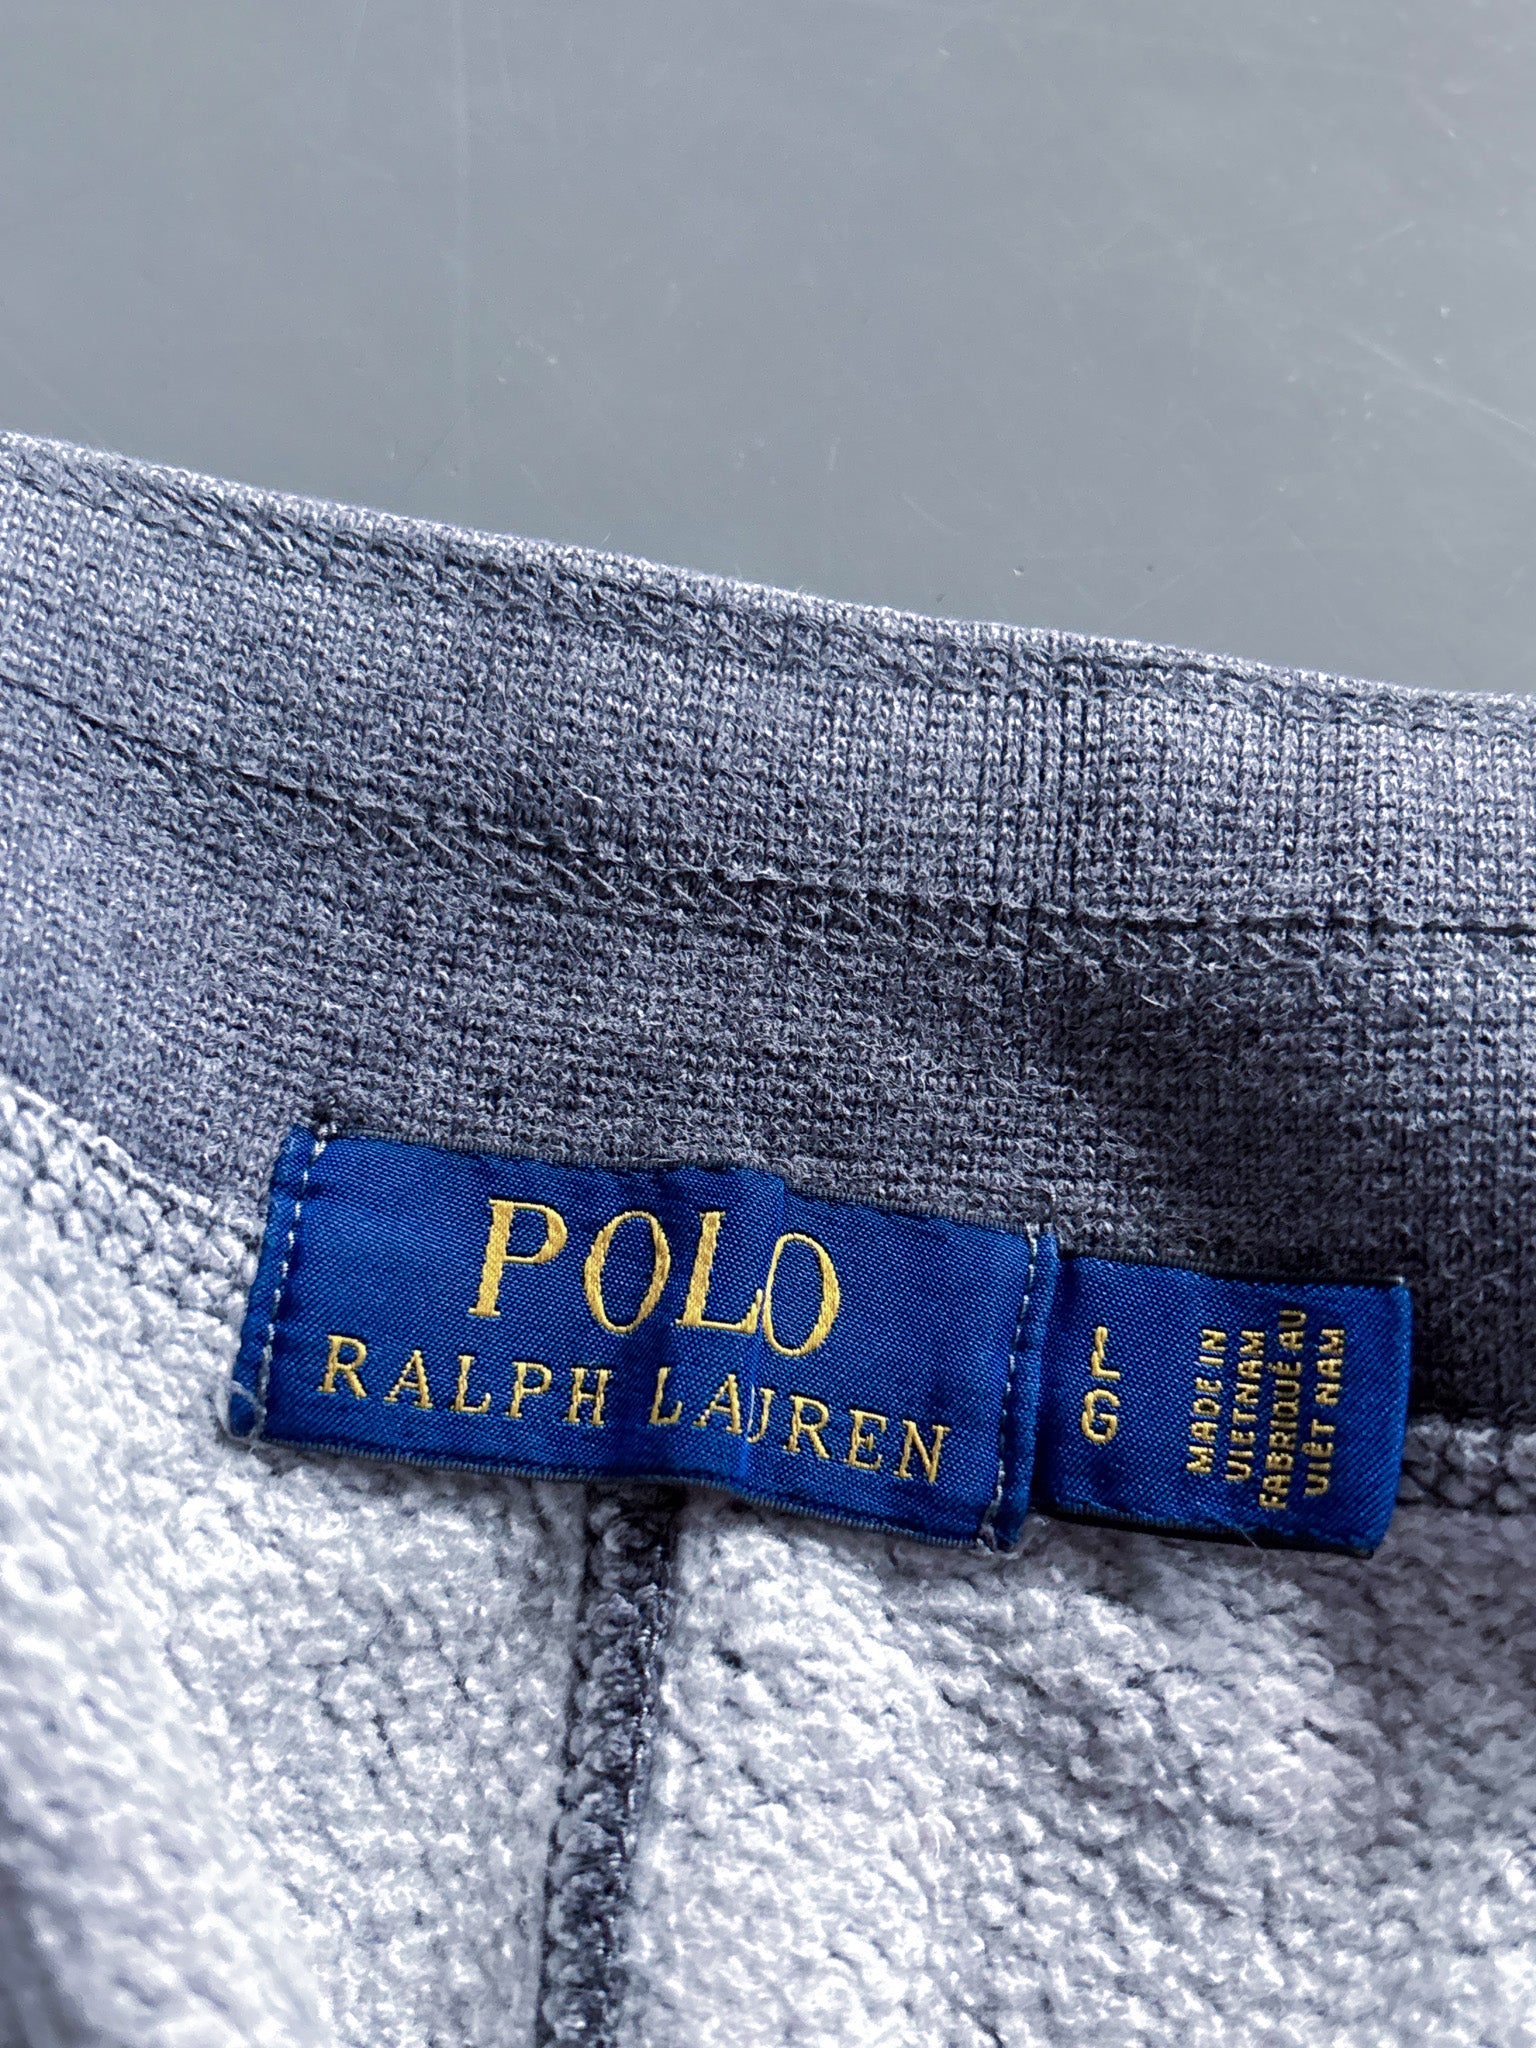 POLO
RALPH LAUREN
L
G
MADE IN
VIETNAM
FABRIQUÉ AU
VIÊT NAM